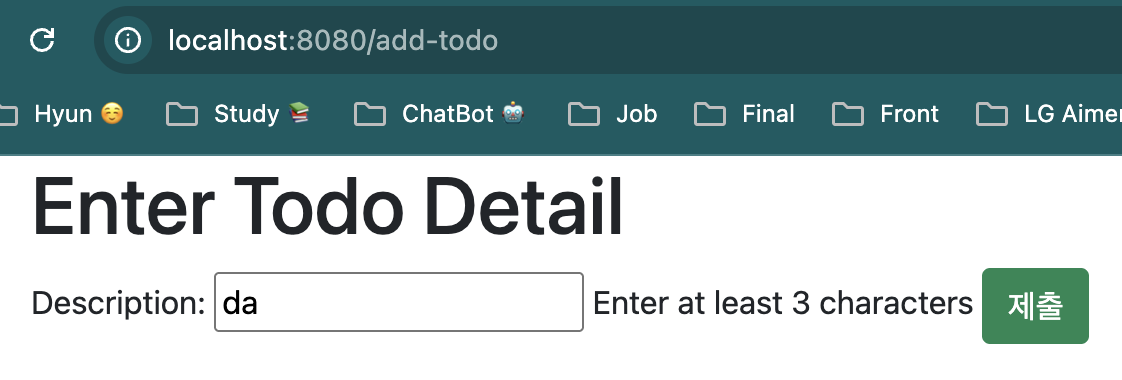 localhost:8080/add-todo
Hyun ☺️ Study 📚 ChatBot 🤖 Job Final Front LG Aimer
Enter Todo Detail
Description: da Enter at least 3 characters 제출